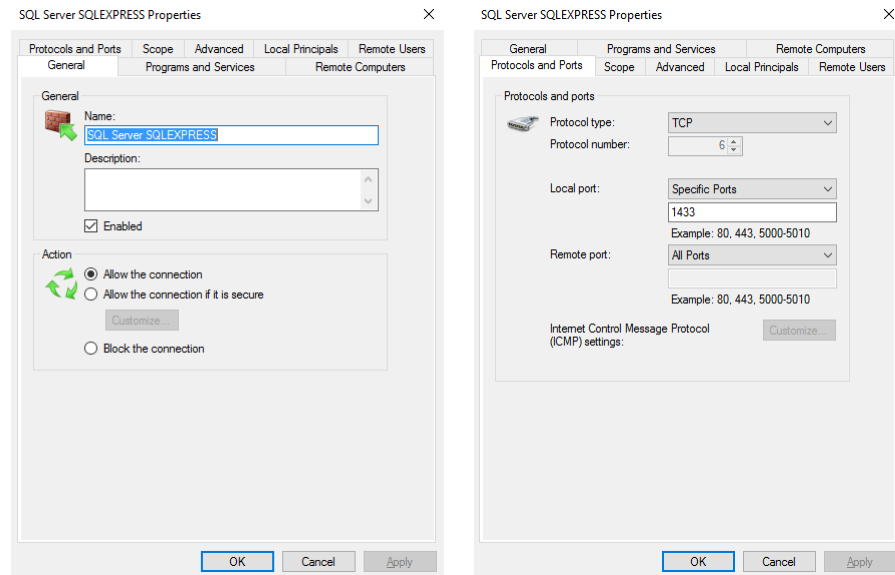 SQL Server SQLEXPRESS Properties
Protocols and Ports Scope Advanced Local Principals Remote Users
General Programs and Services Remote Computers
General
Name:
SQL Server SQLEXPRESS
Description:
Enabled
Action
Allow the connection
Allow the connection if it is secure
Customize...
Block the connection
OK Cancel Apply
SQL Server SQLEXPRESS Properties
General Programs and Services Remote Computers
Protocols and Ports Scope Advanced Local Principals Remote Users
Protocols and ports
Protocol type: TCP
Protocol number: 6
Local port: Specific Ports
1433
Example: 80, 443, 5000-5010
Remote port: All Ports
Example: 80, 443, 5000-5010
Internet Control Message Protocol
(ICMP) settings: Customize...
OK Cancel Apply